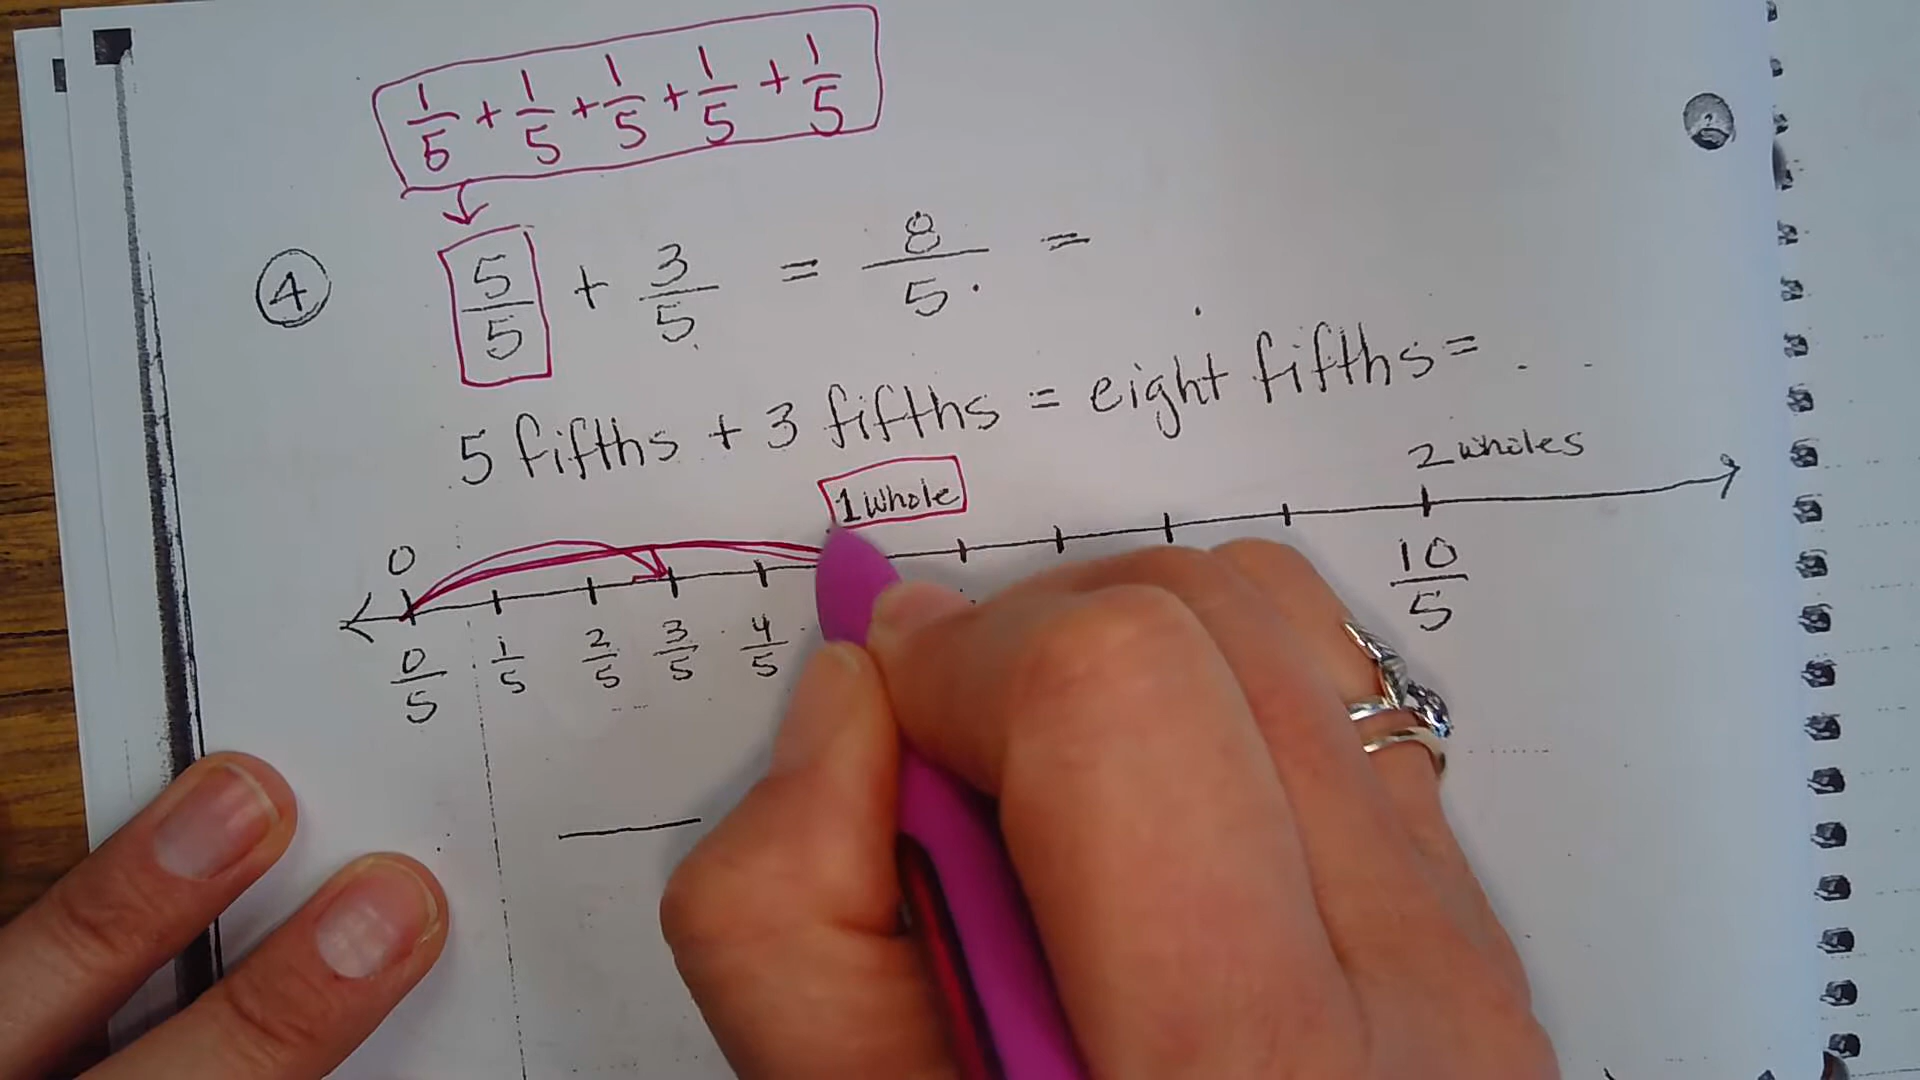 1/5 + 1/5 + 1/5 + 1/5 + 1/5
④ 5/5 + 3/5 = 8/5 =
5 fifths + 3 fifths = eight fifths =
0 1 whole 2 wholes
0/5 1/5 2/5 3/5 4/5 10/5